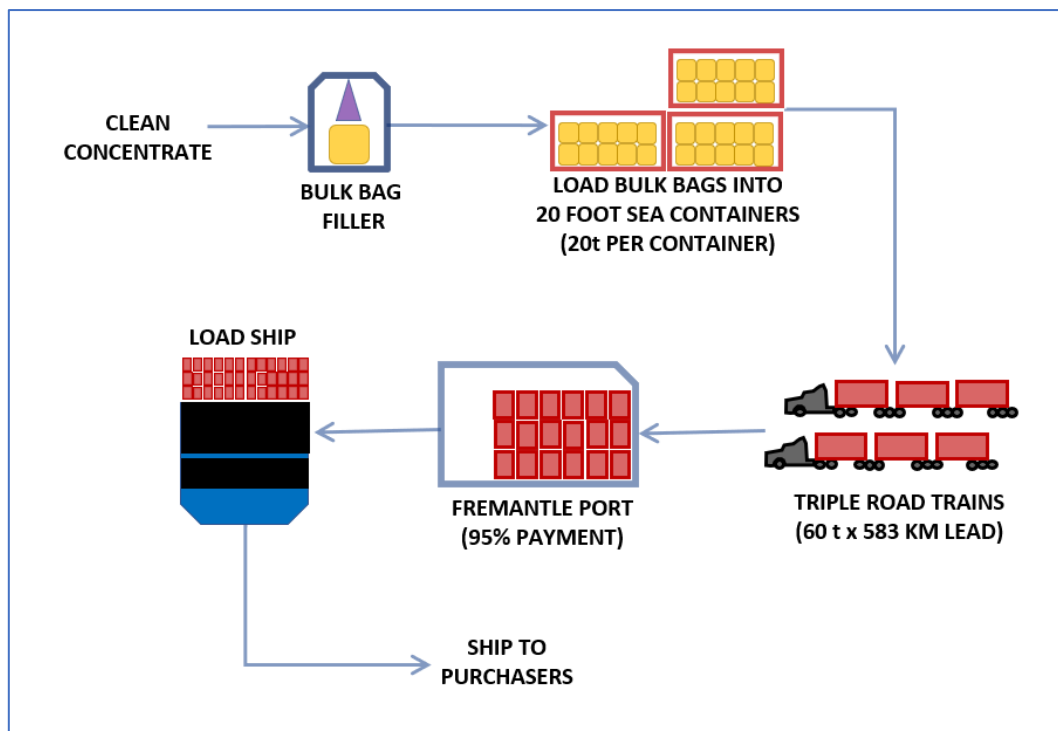 CLEAN
CONCENTRATE
BULK BAG
FILLER
LOAD BULK BAGS INTO
20 FOOT SEA CONTAINERS
(20t PER CONTAINER)
TRIPLE ROAD TRAINS
(60 t x 583 KM LEAD)
FREMANTLE PORT
(95% PAYMENT)
LOAD SHIP
SHIP TO
PURCHASERS